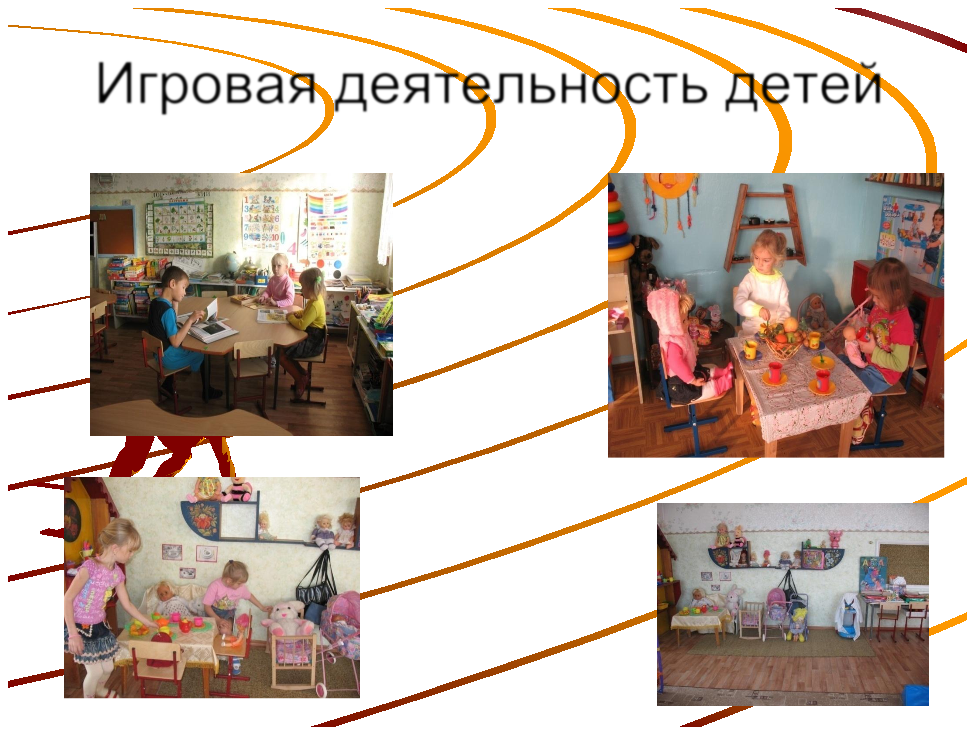 Игровая деятельность детей